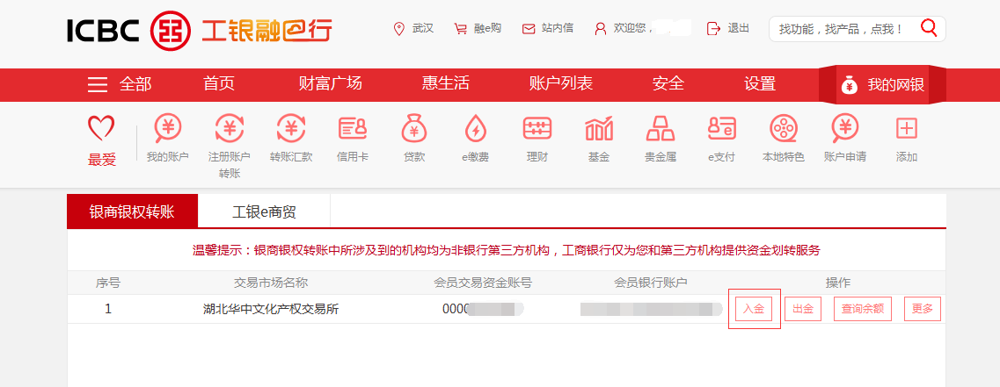 ICBC 工银融e行
武汉 融e购 站内信 欢迎您, 退出 找功能，找产品，点我！
全部 首页 财富广场 惠生活 账户列表 安全 设置 我的网银
最爱 我的账户 注册账户 转账汇款 信用卡 贷款 e缴费 理财 基金 贵金属 e支付 本地特色 账户申请 添加
转账
银商银权转账 工银e商贸
温馨提示：银商银权转账中所涉及到的机构均为非银行第三方机构，工商银行仅为您和第三方机构提供资金划转服务
序号 交易市场名称 会员交易资金账号 会员银行账户 操作
1 湖北华中文化产权交易所 0000 入金 出金 查询余额 更多